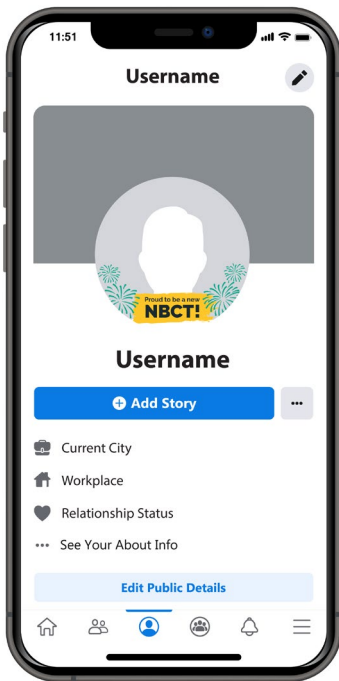 11:51
Username
Proud to be a new
NBCT!
Username
Add Story
Current City
Workplace
Relationship Status
See Your About Info
Edit Public Details